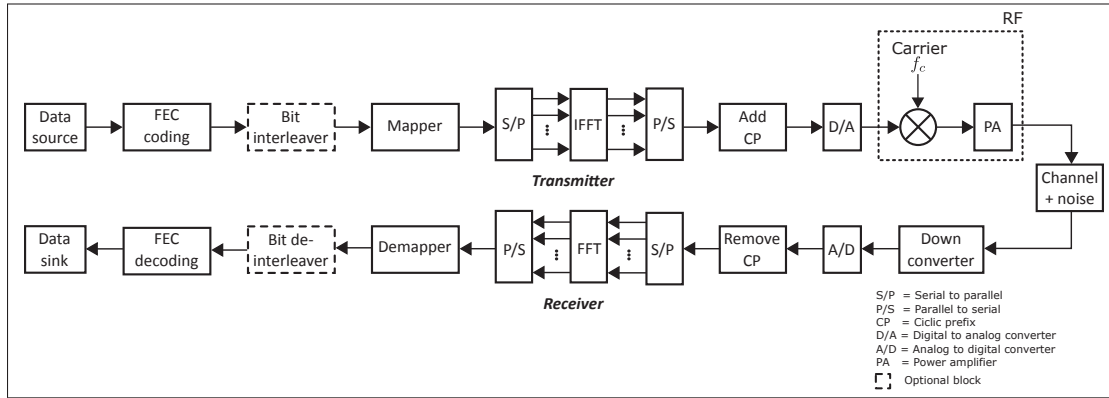 RF
Carrier
f_c
Data
source
FEC
coding
Bit
interleaver
Mapper
S/P
IFFT
P/S
Add
CP
D/A
PA
Transmitter
Channel
+ noise
Data
sink
FEC
decoding
Bit de-
interleaver
Demapper
P/S
FFT
S/P
Remove
CP
A/D
Down
converter
Receiver
S/P = Serial to parallel
P/S = Parallel to serial
CP = Ciclic prefix
D/A = Digital to analog converter
A/D = Analog to digital converter
PA = Power amplifier
Optional block